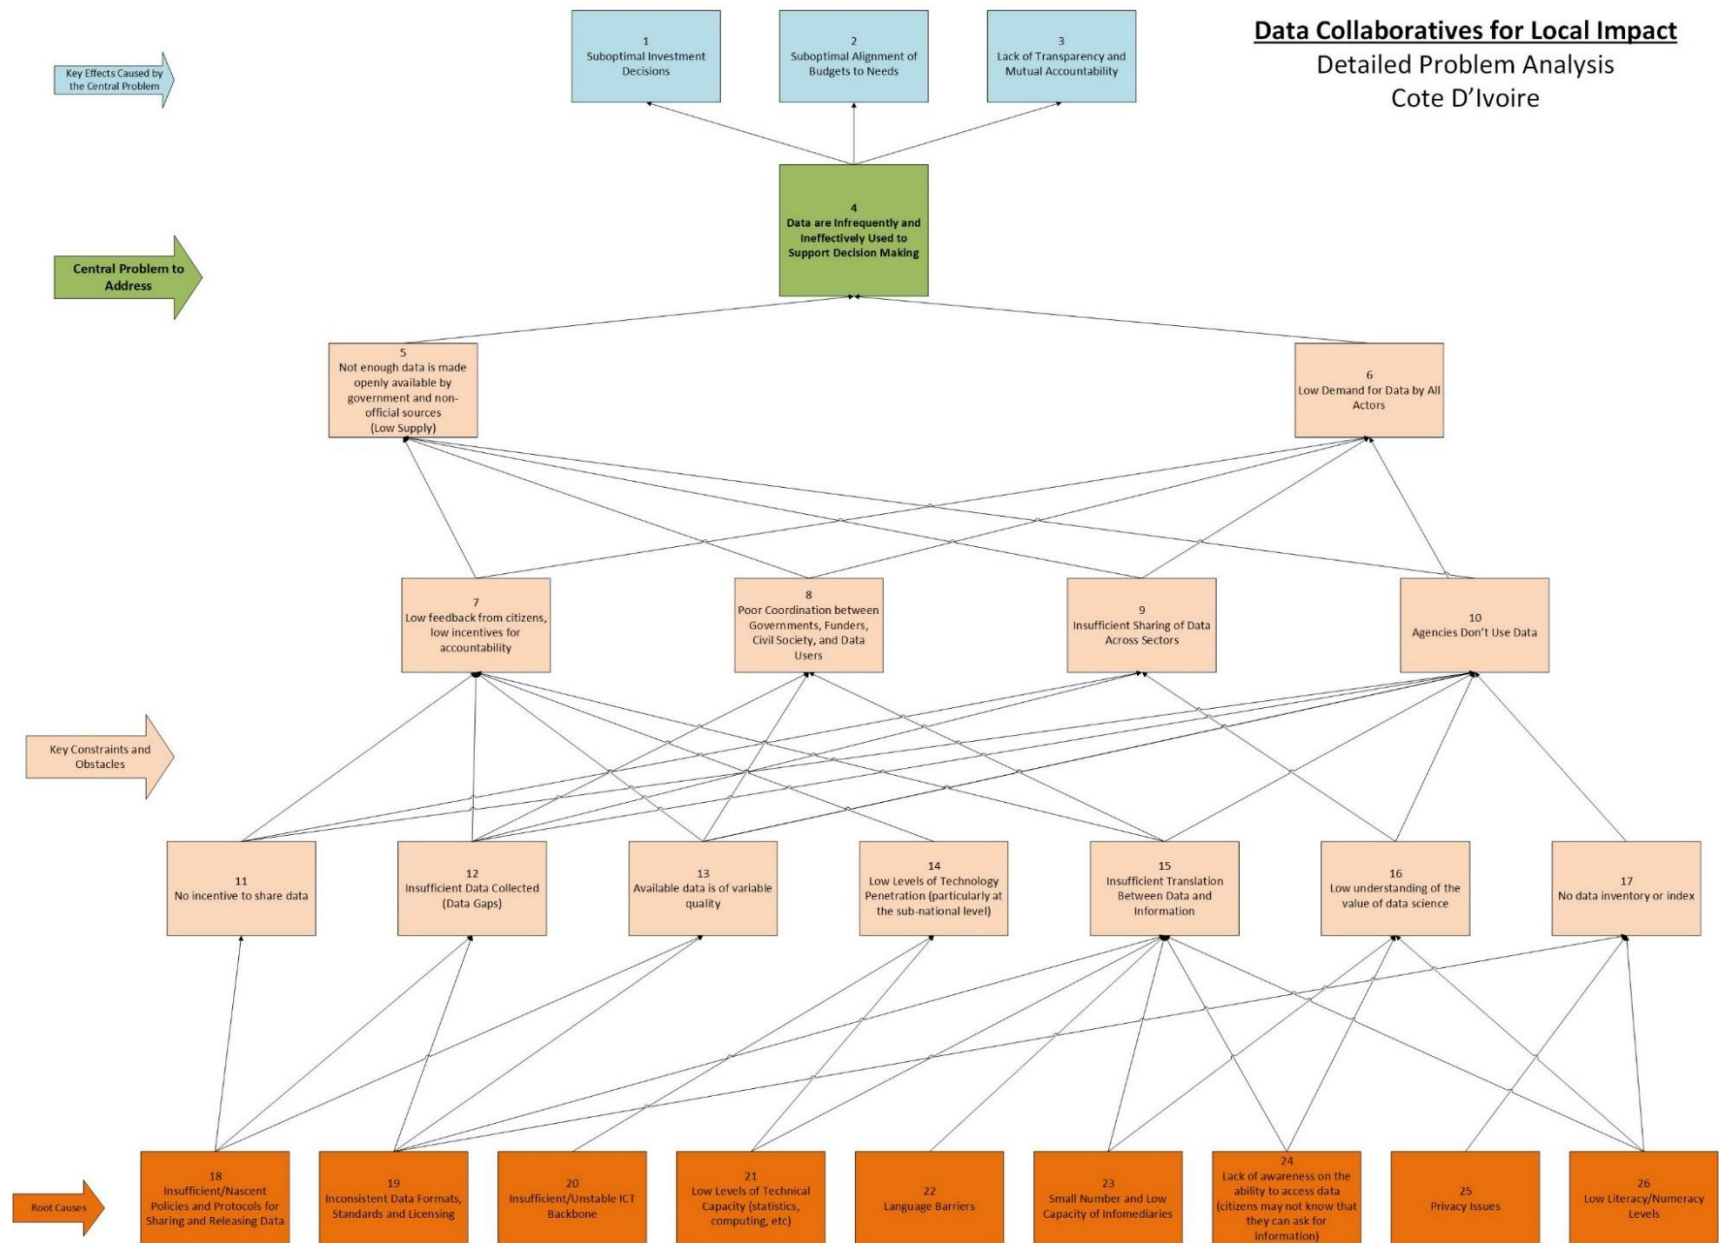 Data Collaboratives for Local Impact
Detailed Problem Analysis
Cote D'Ivoire
Key Effects Caused by
the Central Problem
1
Suboptimal Investment
Decisions
2
Suboptimal Alignment of
Budgets to Needs
3
Lack of Transparency and
Mutual Accountability
Central Problem to
Address
4
Data are Infrequently and
Ineffectively Used to
Support Decision Making
5
Not enough data is made
openly available by
government and non-
official sources
(Low Supply)
6
Low Demand for Data by All
Actors
7
Low feedback from citizens,
low incentives for
accountability
8
Poor Coordination between
Governments, Funders,
Civil Society, and Data
Users
9
Insufficient Sharing of Data
Across Sectors
10
Agencies Don't Use Data
Key Constraints and
Obstacles
11
No incentive to share data
12
Insufficient Data Collected
(Data Gaps)
13
Available data is of variable
quality
14
Low Levels of Technology
Penetration (particularly at
the sub-national level)
15
Insufficient Translation
Between Data and
Information
16
Low understanding of the
value of data science
17
No data inventory or index
Root Causes
18
Insufficient/Nascent
Policies and Protocols for
Sharing and Releasing Data
19
Inconsistent Data Formats,
Standards and Licensing
20
Insufficient/Unstable ICT
Backbone
21
Low Levels of Technical
Capacity (statistics,
computing, etc)
22
Language Barriers
23
Small Number and Low
Capacity of Infomediaries
24
Lack of awareness on the
ability to access data
(citizens may not know that
they can ask for
information)
25
Privacy Issues
26
Low Literacy/Numeracy
Levels